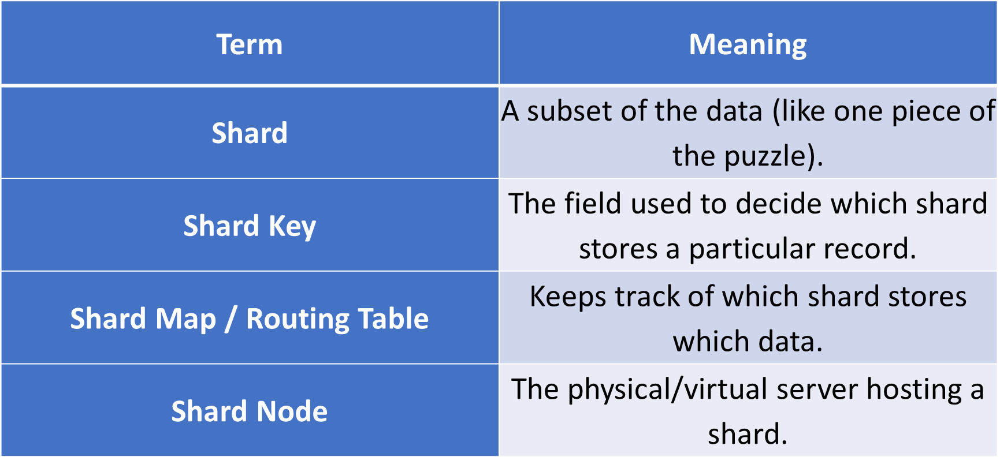 Term
Meaning
Shard
A subset of the data (like one piece of
the puzzle).
Shard Key
The field used to decide which shard
stores a particular record.
Shard Map / Routing Table
Keeps track of which shard stores
which data.
Shard Node
The physical/virtual server hosting a
shard.